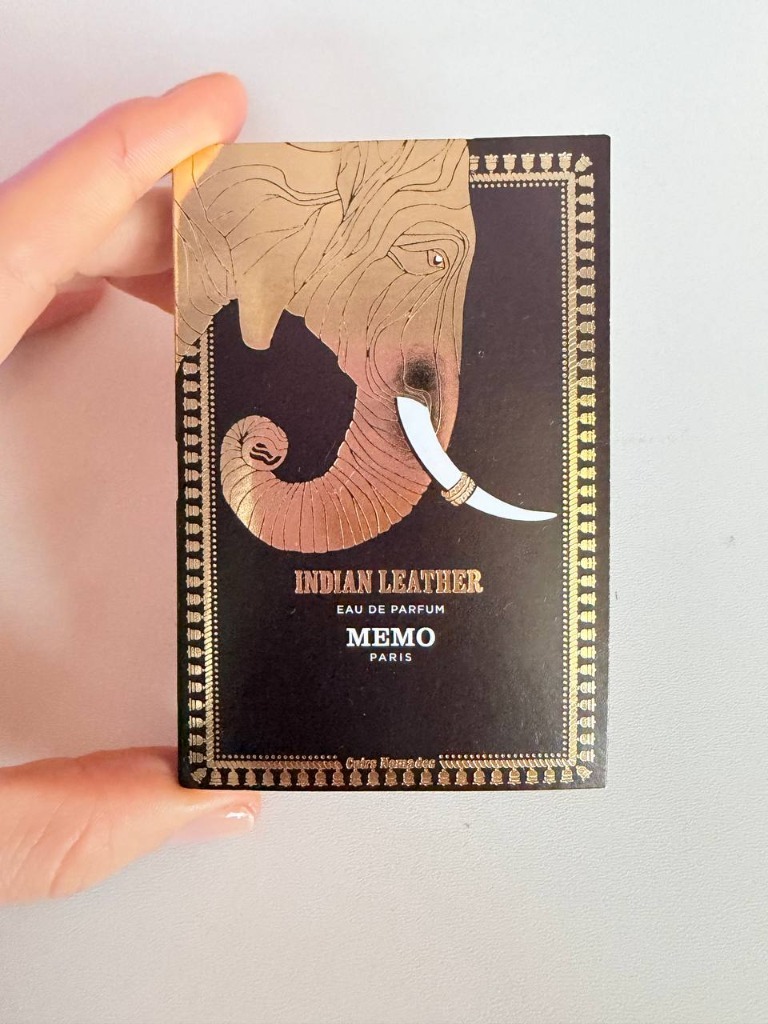 INDIAN LEATHER
EAU DE PARFUM
MEMO
PARIS
Cuirs Nomades